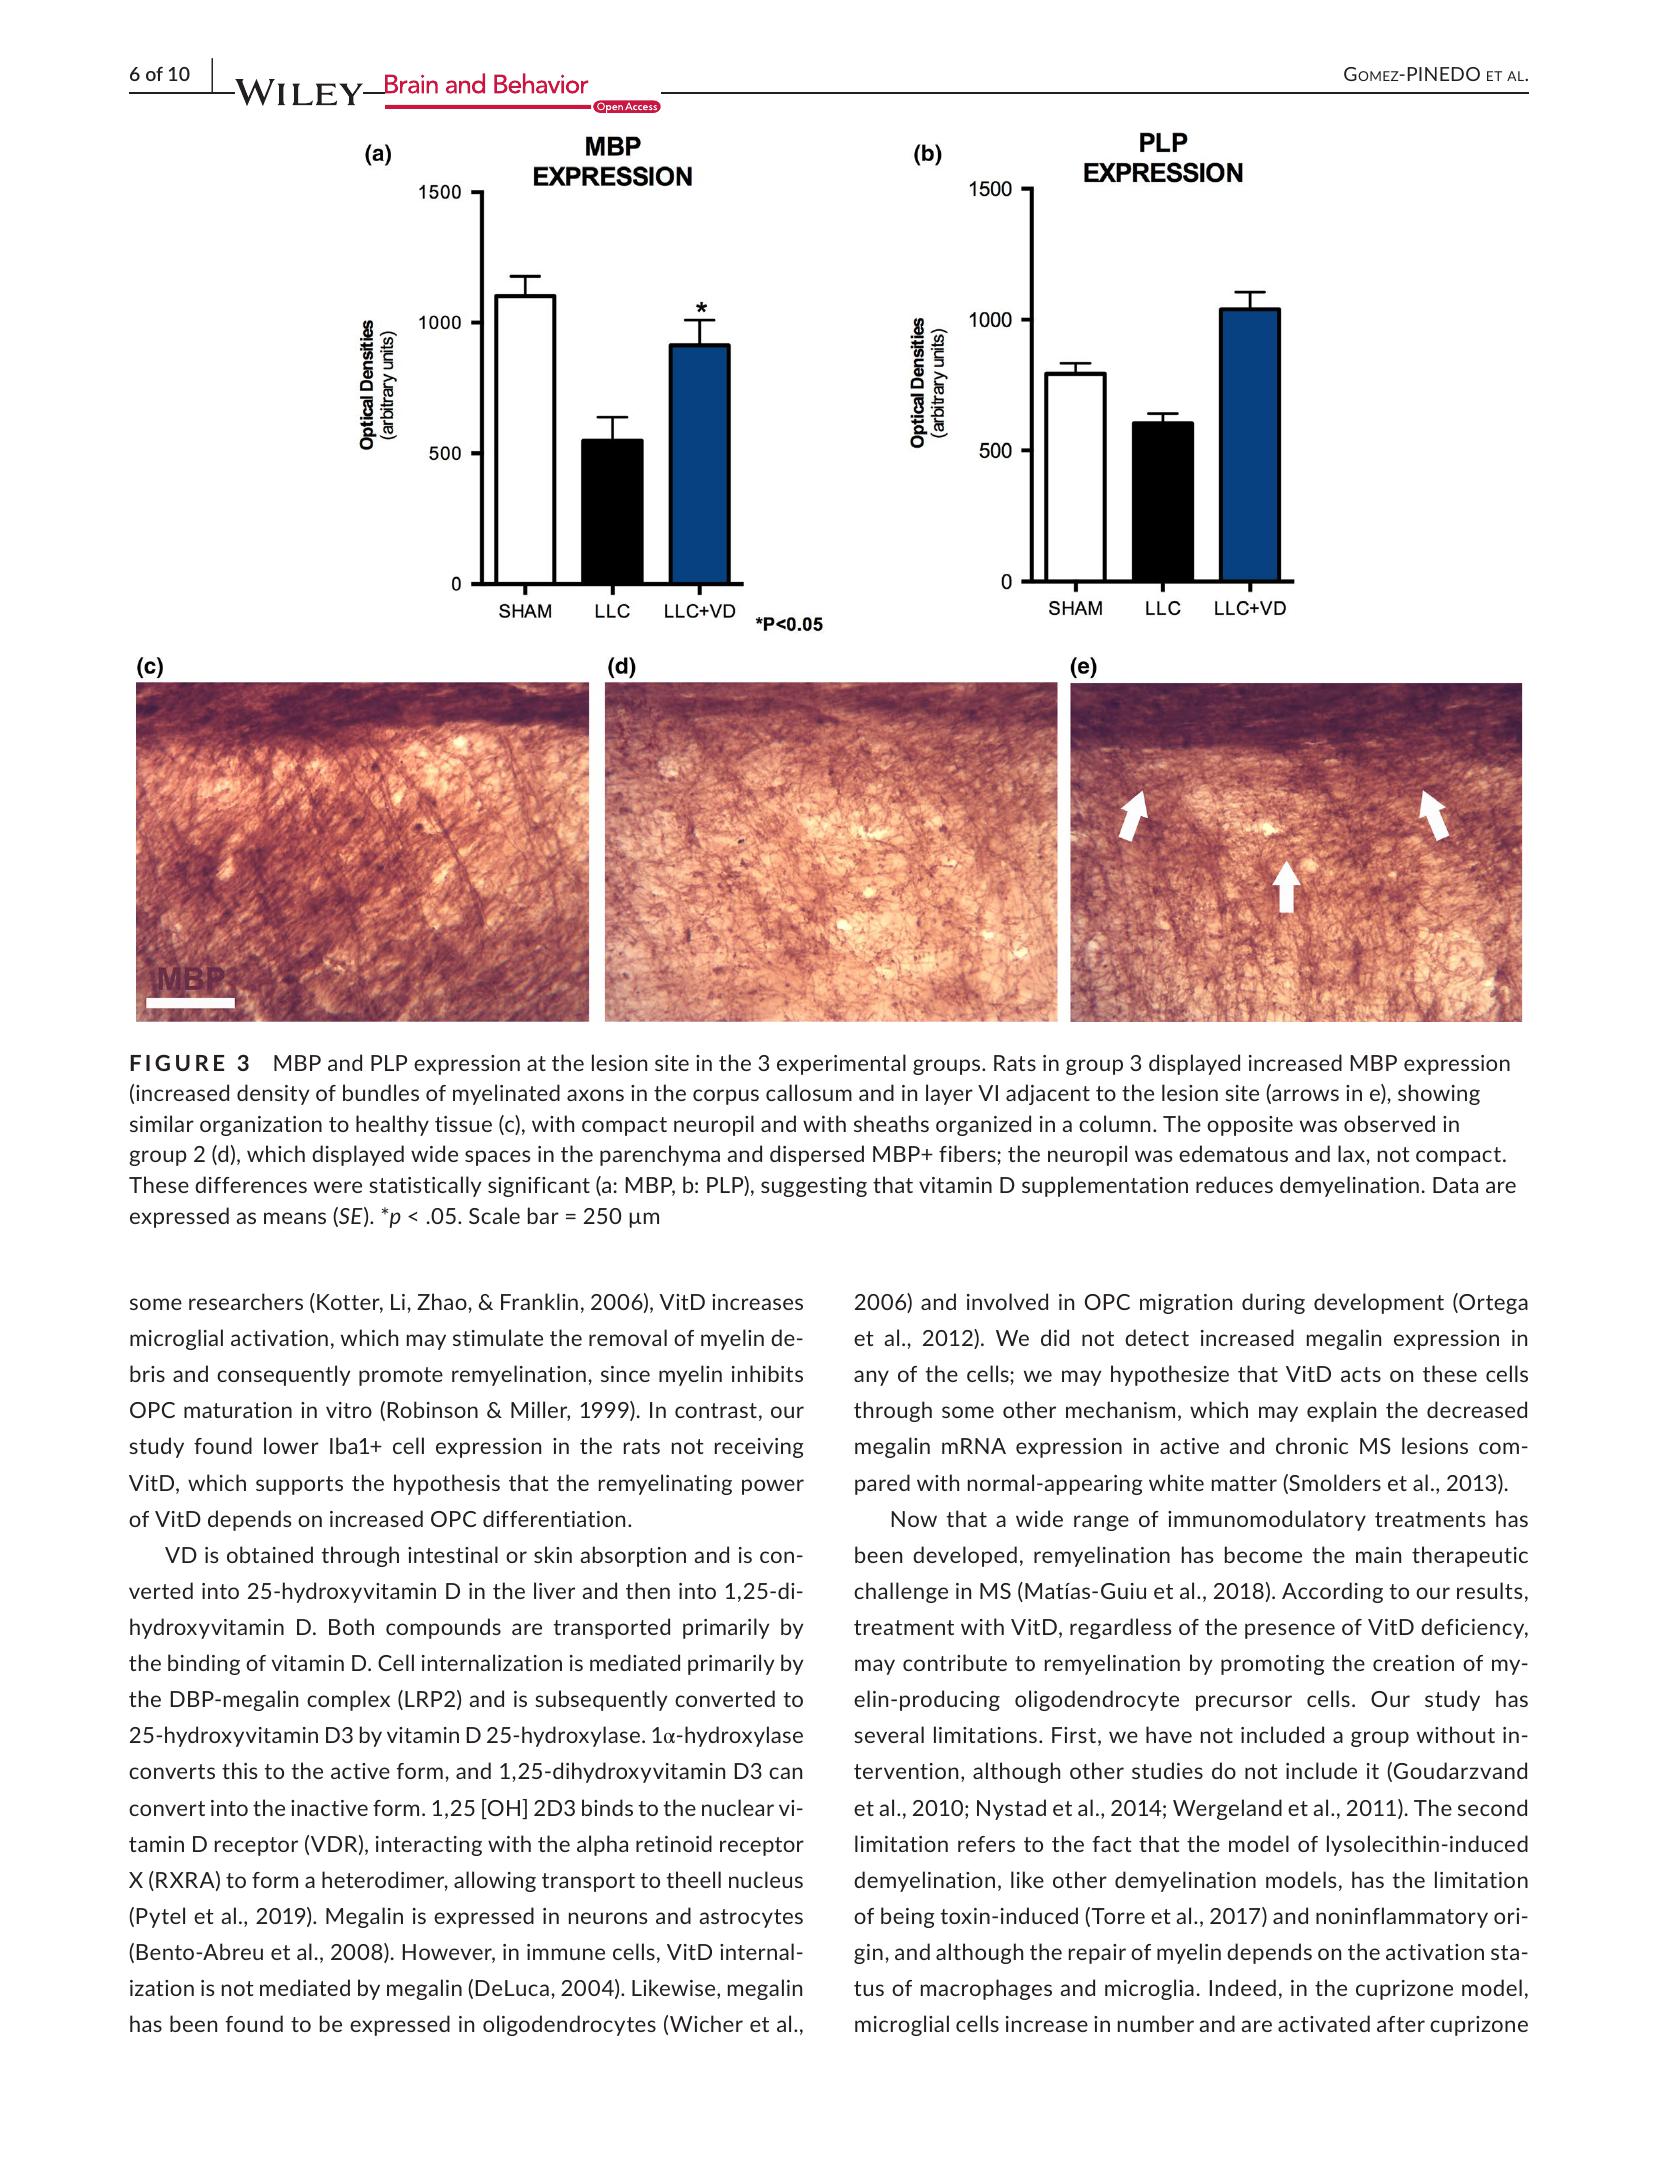 6 of 10
WILEY
Brain and Behavior
Open Access
GOMEZ-PINEDO ET AL.
(a)
MBP
EXPRESSION
1500
1000
500
0
Optical Densities
(arbitrary units)
*
SHAM
LLC
LLC+VD
*P<0.05
(b)
PLP
EXPRESSION
1500
1000
500
0
Optical Densities
(arbitrary units)
SHAM
LLC
LLC+VD
(c)
(d)
(e)
MBP
FIGURE 3 MBP and PLP expression at the lesion site in the 3 experimental groups. Rats in group 3 displayed increased MBP expression
(increased density of bundles of myelinated axons in the corpus callosum and in layer VI adjacent to the lesion site (arrows in e), showing
similar organization to healthy tissue (c), with compact neuropil and with sheaths organized in a column. The opposite was observed in
group 2 (d), which displayed wide spaces in the parenchyma and dispersed MBP+ fibers; the neuropil was edematous and lax, not compact.
These differences were statistically significant (a: MBP, b: PLP), suggesting that vitamin D supplementation reduces demyelination. Data are
expressed as means (SE). *p < .05. Scale bar = 250 μm
some researchers (Kotter, Li, Zhao, & Franklin, 2006), VitD increases
microglial activation, which may stimulate the removal of myelin de-
bris and consequently promote remyelination, since myelin inhibits
OPC maturation in vitro (Robinson & Miller, 1999). In contrast, our
study found lower Iba1+ cell expression in the rats not receiving
VitD, which supports the hypothesis that the remyelinating power
of VitD depends on increased OPC differentiation.
VD is obtained through intestinal or skin absorption and is con-
verted into 25-hydroxyvitamin D in the liver and then into 1,25-di-
hydroxyvitamin D. Both compounds are transported primarily by
the binding of vitamin D. Cell internalization is mediated primarily by
the DBP-megalin complex (LRP2) and is subsequently converted to
25-hydroxyvitamin D3 by vitamin D 25-hydroxylase. 1α-hydroxylase
converts this to the active form, and 1,25-dihydroxyvitamin D3 can
convert into the inactive form. 1,25 [OH] 2D3 binds to the nuclear vi-
tamin D receptor (VDR), interacting with the alpha retinoid receptor
X (RXRA) to form a heterodimer, allowing transport to theell nucleus
(Pytel et al., 2019). Megalin is expressed in neurons and astrocytes
(Bento-Abreu et al., 2008). However, in immune cells, VitD internal-
ization is not mediated by megalin (DeLuca, 2004). Likewise, megalin
has been found to be expressed in oligodendrocytes (Wicher et al.,
2006) and involved in OPC migration during development (Ortega
et al., 2012). We did not detect increased megalin expression in
any of the cells; we may hypothesize that VitD acts on these cells
through some other mechanism, which may explain the decreased
megalin mRNA expression in active and chronic MS lesions com-
pared with normal-appearing white matter (Smolders et al., 2013).
Now that a wide range of immunomodulatory treatments has
been developed, remyelination has become the main therapeutic
challenge in MS (Matías-Guiu et al., 2018). According to our results,
treatment with VitD, regardless of the presence of VitD deficiency,
may contribute to remyelination by promoting the creation of my-
elin-producing oligodendrocyte precursor cells. Our study has
several limitations. First, we have not included a group without in-
tervention, although other studies do not include it (Goudarzvand
et al., 2010; Nystad et al., 2014; Wergeland et al., 2011). The second
limitation refers to the fact that the model of lysolecithin-induced
demyelination, like other demyelination models, has the limitation
of being toxin-induced (Torre et al., 2017) and noninflammatory ori-
gin, and although the repair of myelin depends on the activation sta-
tus of macrophages and microglia. Indeed, in the cuprizone model,
microglial cells increase in number and are activated after cuprizone